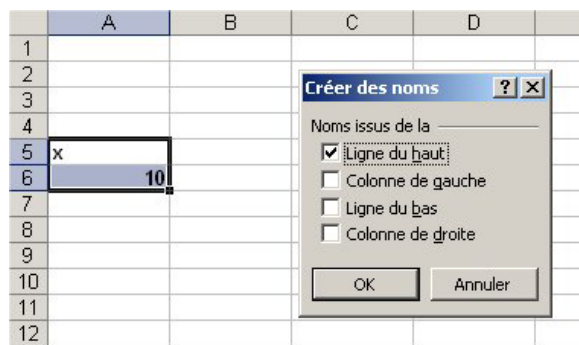 A B C D
1
2
3
4
5 x
6 10
7
8
9
10
11
12
Créer des noms ? ×
Noms issus de la
Ligne du haut
Colonne de gauche
Ligne du bas
Colonne de droite
OK Annuler